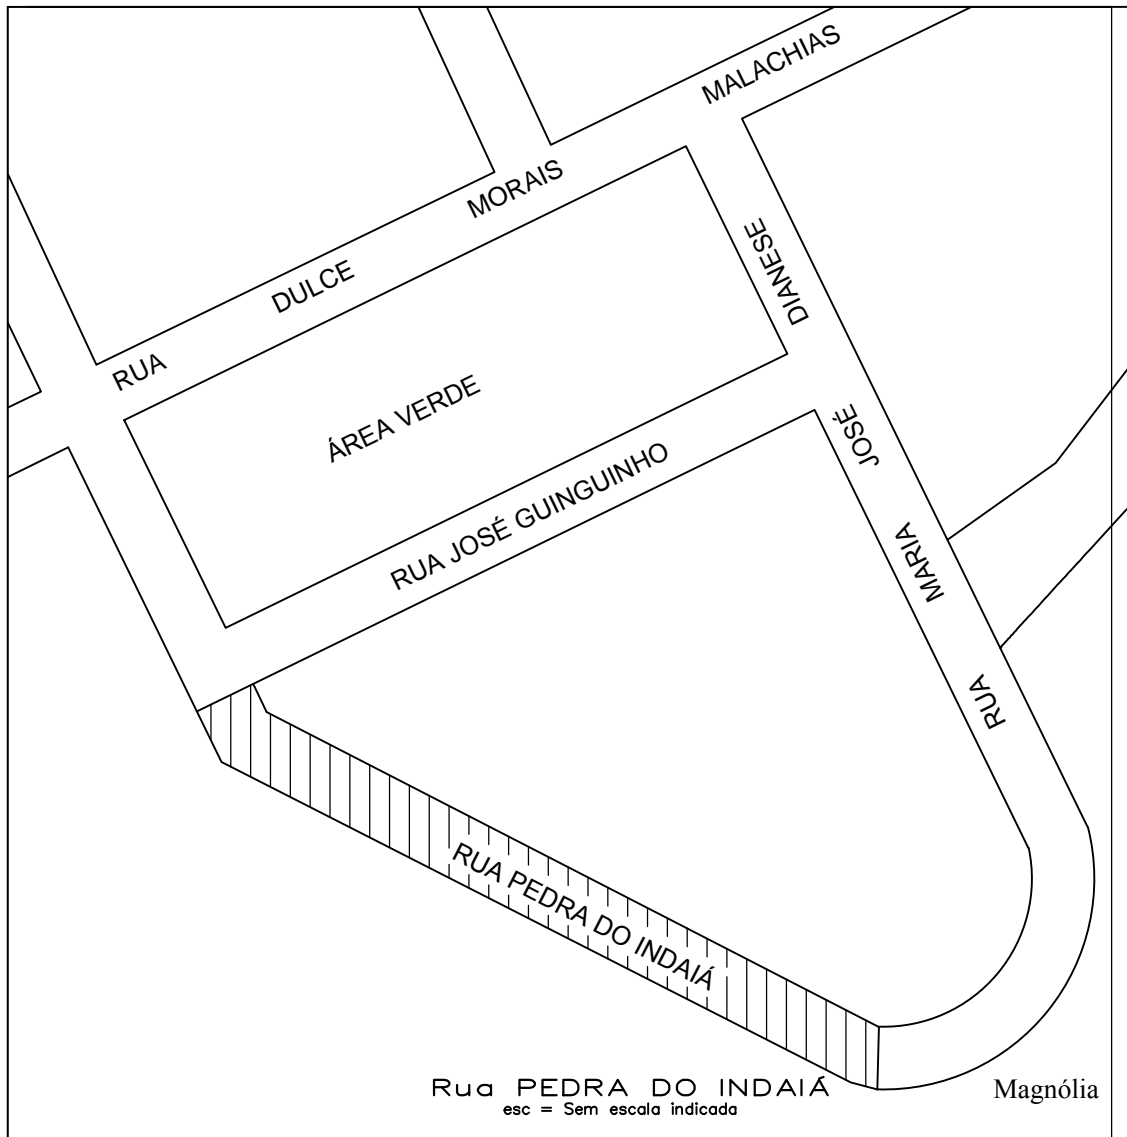 MALACHIAS
MORAIS
DULCE
RUA
DIANESE
ÁREA VERDE
JOSÉ
RUA JOSÉ GUINGUINHO
MARIA
RUA
RUA PEDRA DO INDAIÁ
Rua PEDRA DO INDAIÁ
esc = Sem escala indicada
Magnólia